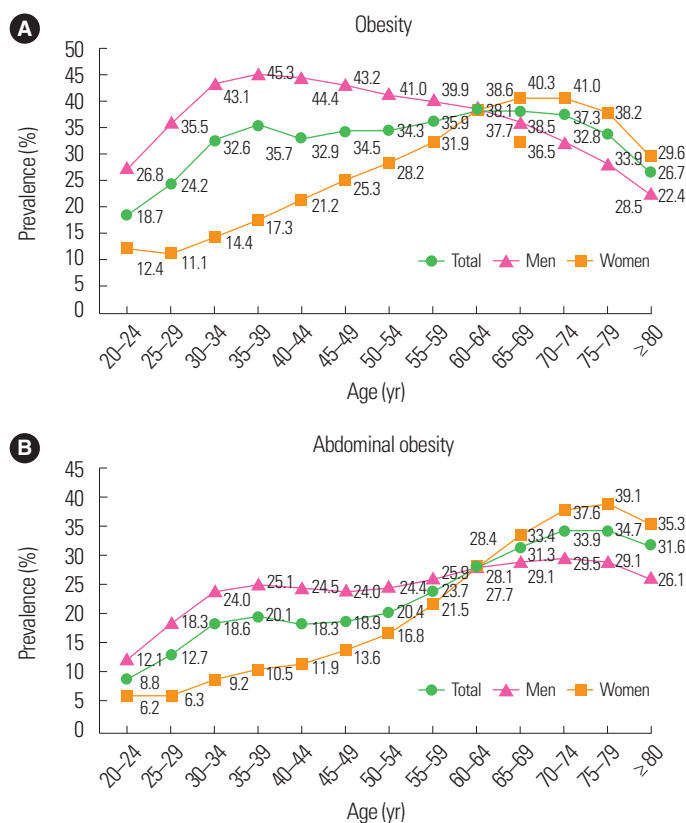 A Obesity
50
45
40
35
30
25
20
15
10
5
0
Prevalence (%)
45.3 43.2 41.0 39.9 38.6 40.3 41.0
43.1 44.4 38.1 38.2
35.5 35.7 32.9 34.5 34.3 35.9 37.7 38.5 37.3
26.8 32.6 31.9 36.5 32.8 33.9 29.6
18.7 24.2 21.2 25.3 28.2 28.5 26.7
12.4 11.1 14.4 17.3 22.4
Total Men Women
20–24 25–29 30–34 35–39 40–44 45–49 50–54 55–59 60–64 65–69 70–74 75–79 ≥ 80
Age (yr)
B Abdominal obesity
45
40
35
30
25
20
15
10
5
0
Prevalence (%)
39.1
28.4 33.4 37.6 34.7 35.3
25.1 24.5 24.0 24.4 25.9 28.1 31.3 33.9 29.1 31.6
18.3 24.0 20.1 23.7 27.7 29.1 29.5 26.1
12.1 12.7 18.6 18.3 18.9 20.4 21.5
8.8 9.2 10.5 11.9 13.6 16.8
6.2 6.3
Total Men Women
20–24 25–29 30–34 35–39 40–44 45–49 50–54 55–59 60–64 65–69 70–74 75–79 ≥ 80
Age (yr)